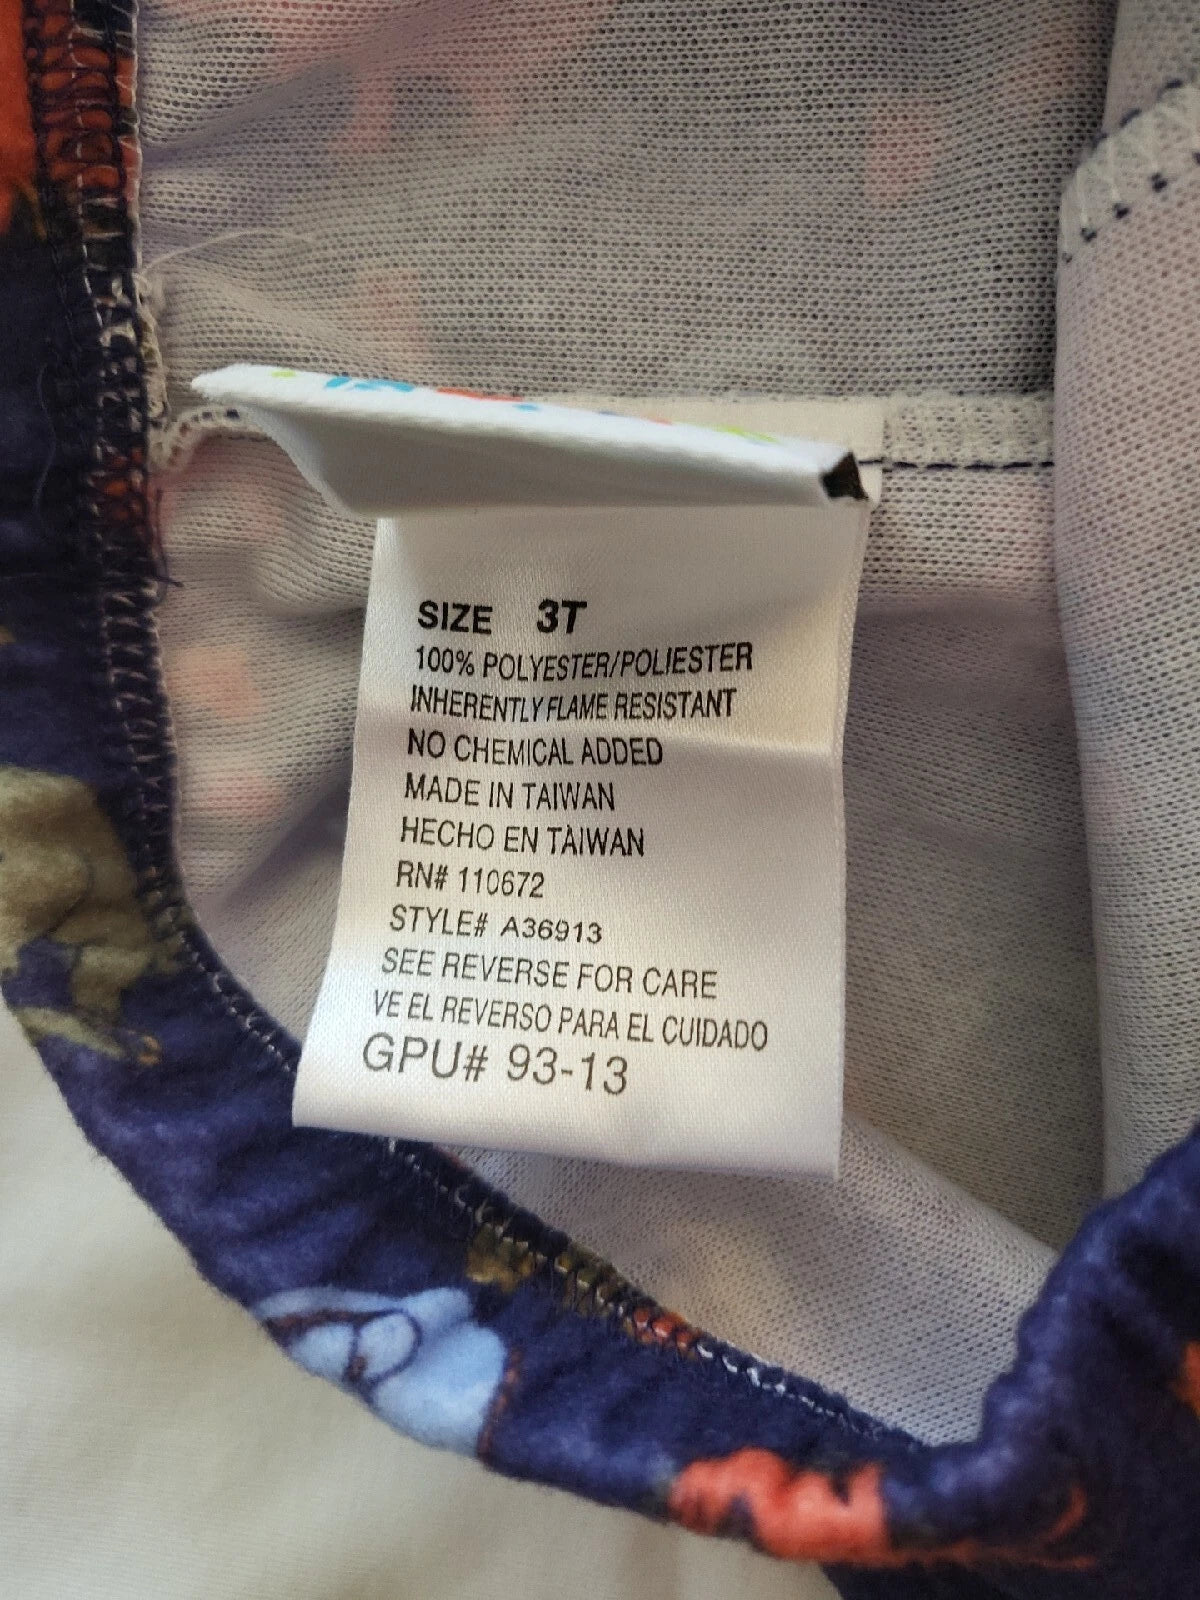 SIZE 3T
100% POLYESTER/POLIESTER
INHERENTLY FLAME RESISTANT
NO CHEMICAL ADDED
MADE IN TAIWAN
HECHO EN TAIWAN
RN# 110672
STYLE# A36913
SEE REVERSE FOR CARE
VE EL REVERSO PARA EL CUIDADO
GPU# 93-13